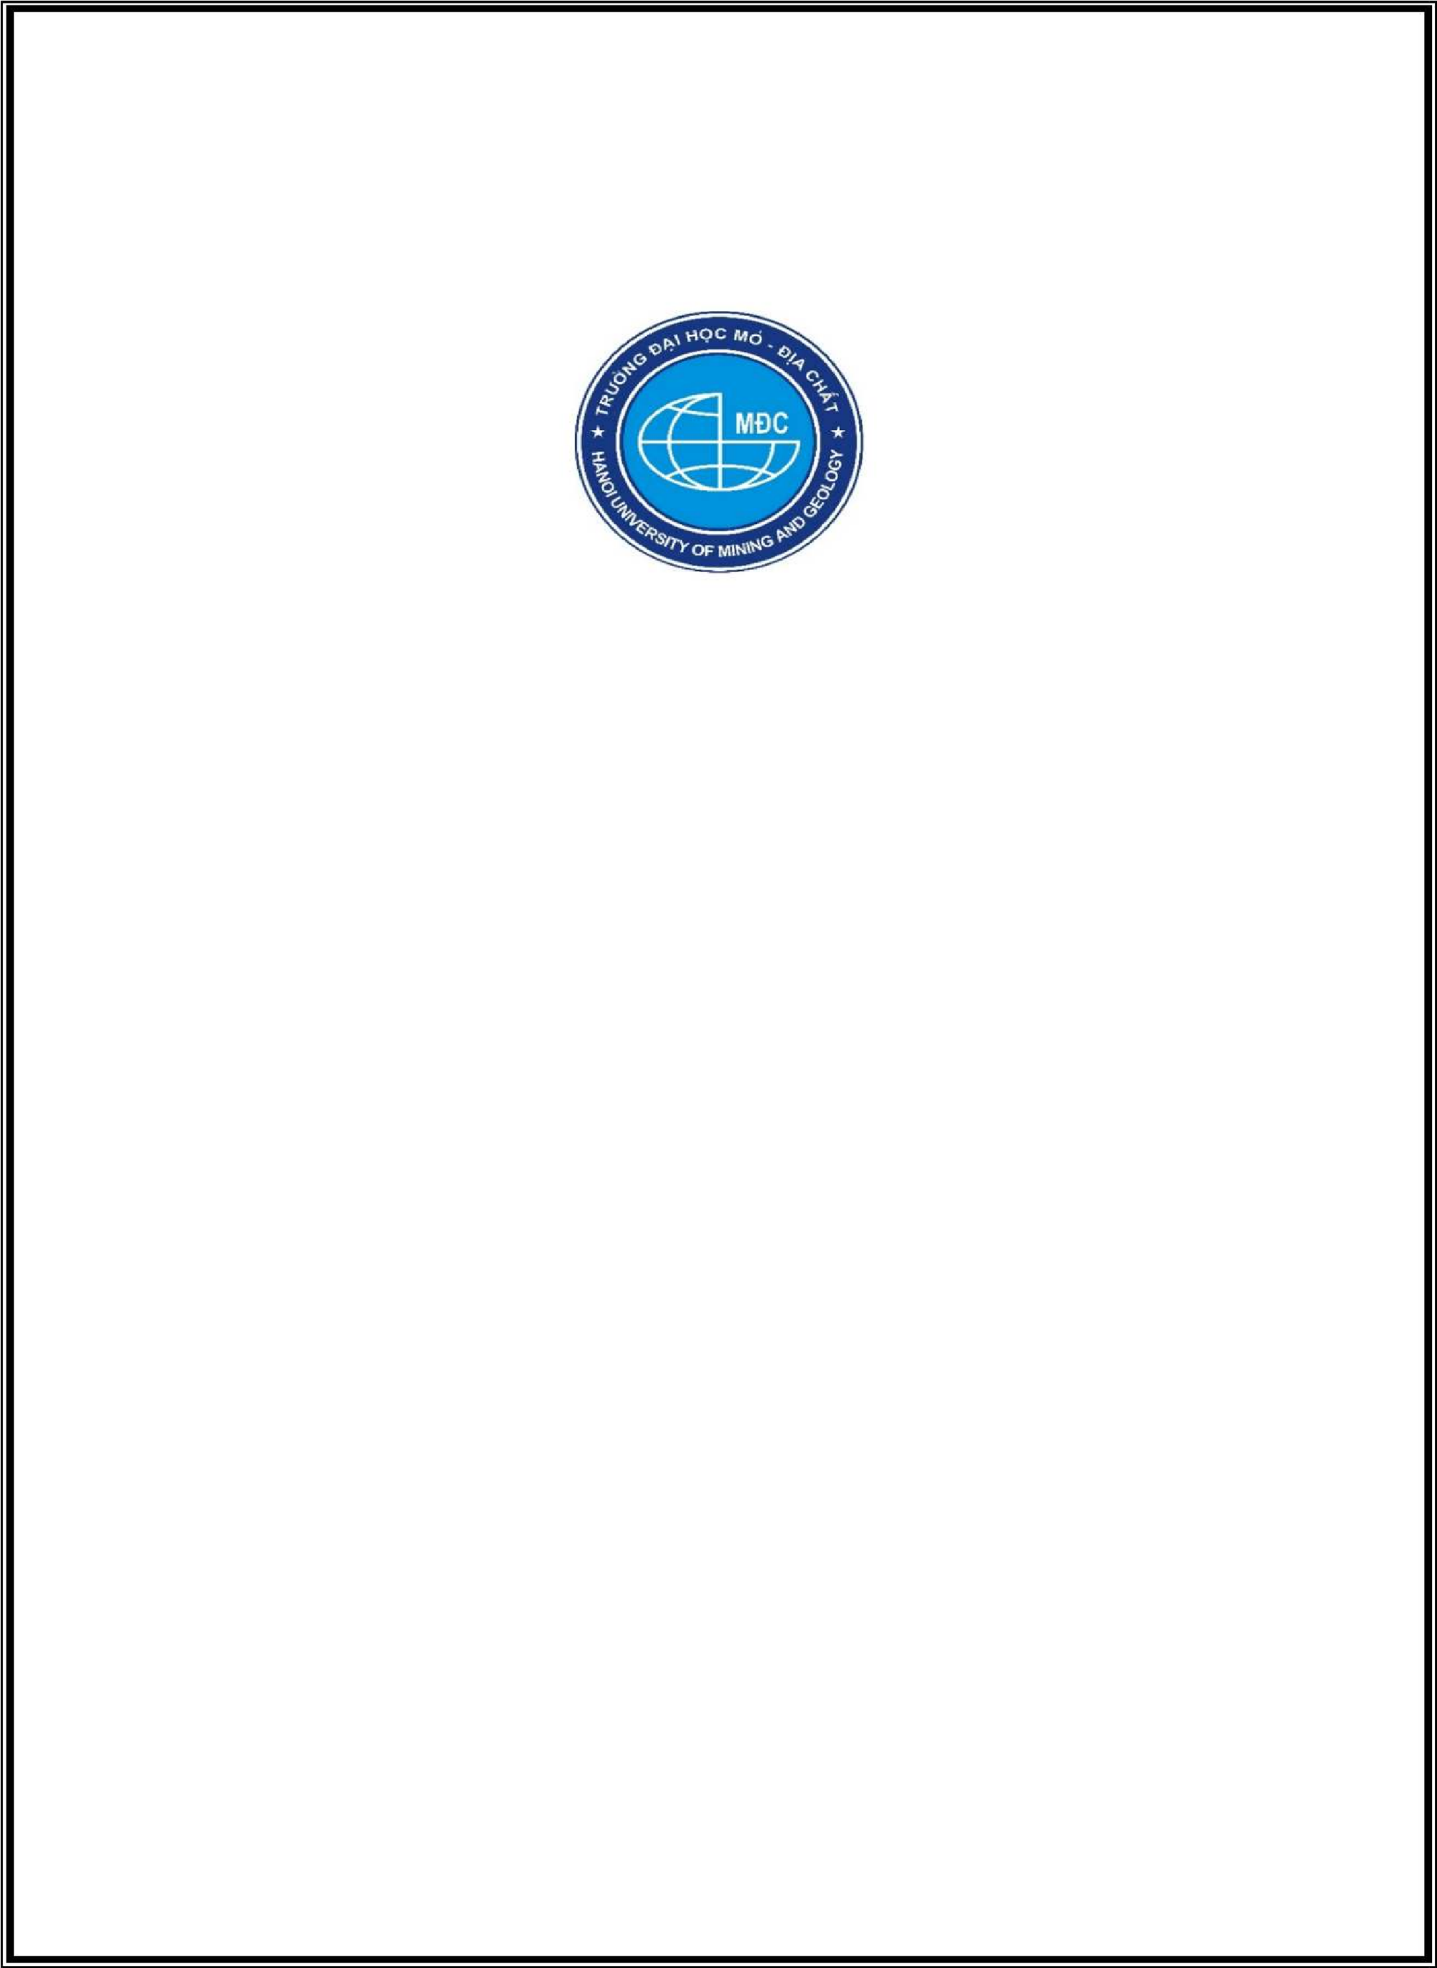 TRƯỜNG ĐẠI HỌC MỎ - ĐỊA CHẤT
MĐC
HANOI UNIVERSITY OF MINING AND GEOLOGY